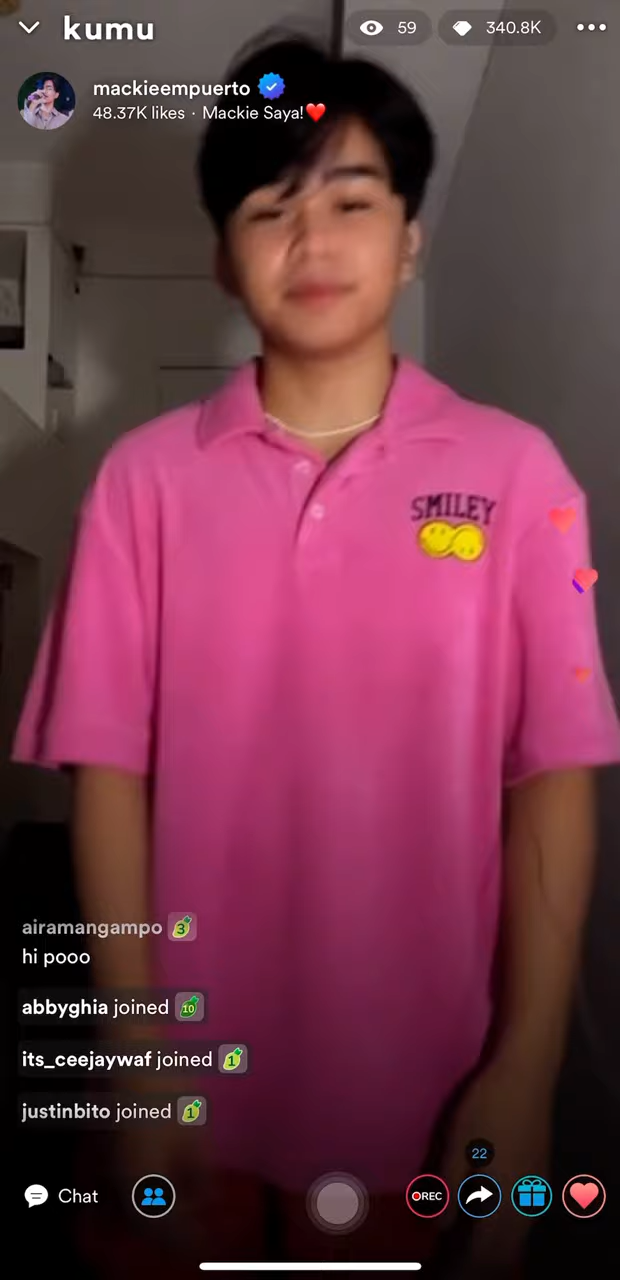 kumu
59
340.8K
mackieempuerto
48.37K likes · Mackie Saya!❤️
SMILEY
airamangampo 3
hi pooo
abbyghia joined 10
its_ceejaywaf joined 1
justinbito joined 1
22
Chat
REC